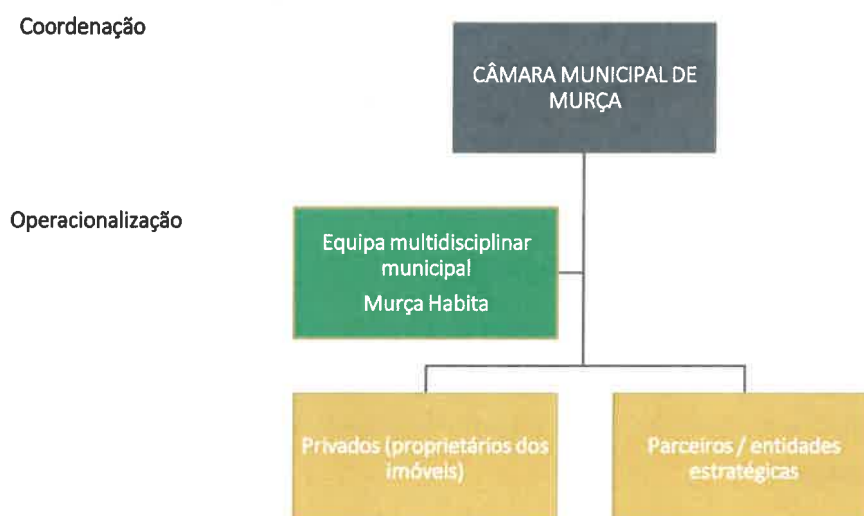 Coordenação
CÂMARA MUNICIPAL DE
MURÇA
Operacionalização
Equipa multidisciplinar
municipal
Murça Habita
Privados (proprietários dos
imóveis)
Parceiros / entidades
estratégicas